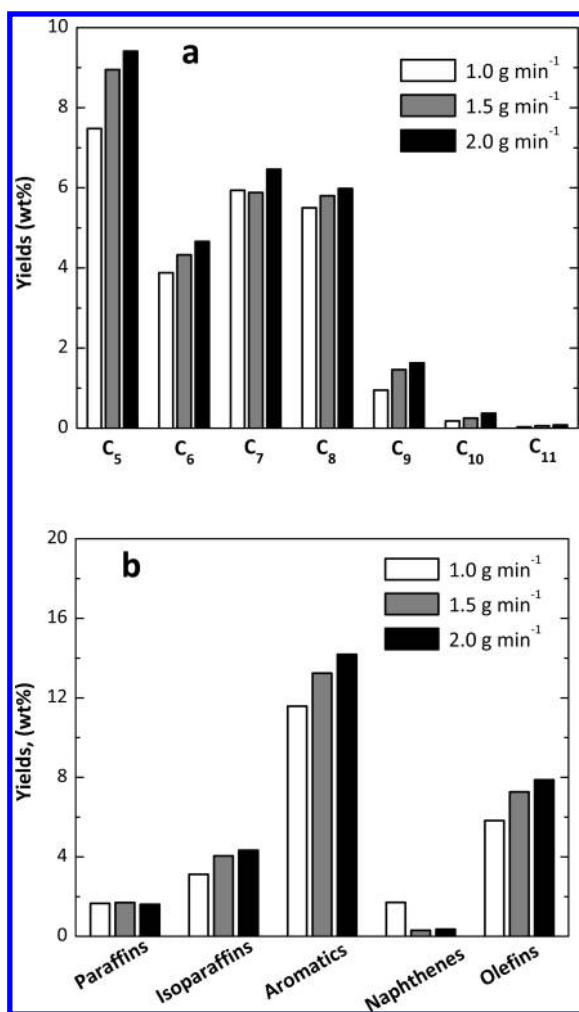 a
1.0 g min⁻¹
1.5 g min⁻¹
2.0 g min⁻¹
Yields (wt%)
10
8
6
4
2
0
C₅ C₆ C₇ C₈ C₉ C₁₀ C₁₁
b
1.0 g min⁻¹
1.5 g min⁻¹
2.0 g min⁻¹
Yields, (wt%)
20
16
12
8
4
0
Paraffins Isoparaffins Aromatics Naphthenes Olefins